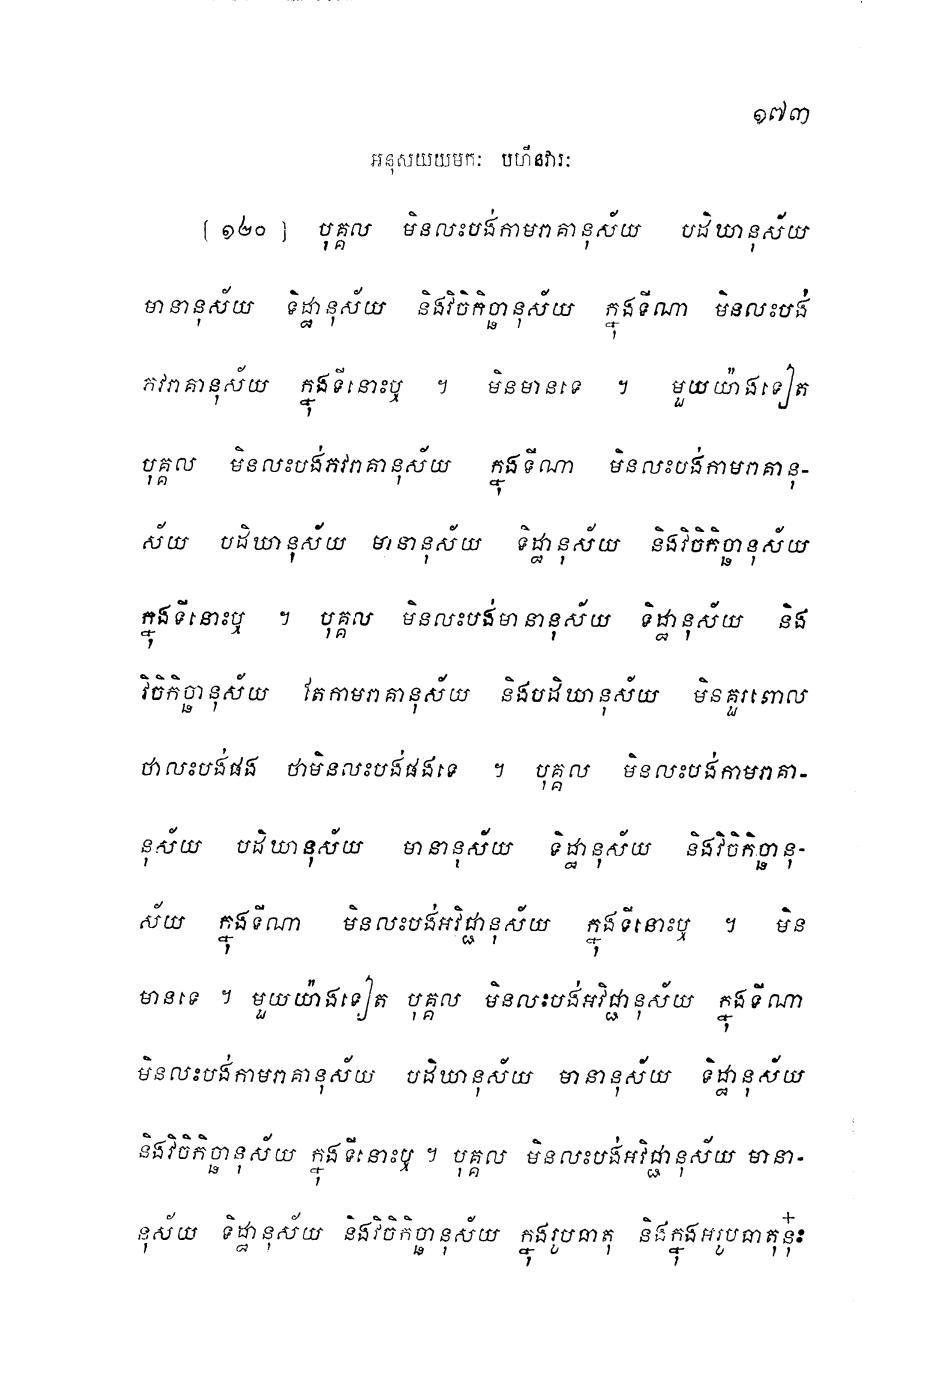 ១៧៣
អនុសយយមកៈ បហីនវារៈ
[ ១២០ ] បុគ្គល មិនលះបង់កាមរាគានុស័យ បដិឃានុស័យ
មានានុស័យ ទិដ្ឋានុស័យ និងវិចិកិច្ឆានុស័យ ក្នុងទីណា មិនលះបង់
ភវរាគានុស័យ ក្នុងទីនោះឬ ។ មិនមានទេ ។ មួយយ៉ាងទៀត
បុគ្គល មិនលះបង់ភវរាគានុស័យ ក្នុងទីណា មិនលះបង់កាមរាគានុ-
ស័យ បដិឃានុស័យ មានានុស័យ ទិដ្ឋានុស័យ និងវិចិកិច្ឆានុស័យ
ក្នុងទីនោះឬ ។ បុគ្គល មិនលះបង់មានានុស័យ ទិដ្ឋានុស័យ និង
វិចិកិច្ឆានុស័យ តែកាមរាគានុស័យ និងបដិឃានុស័យ មិនគួរពោល
ថាលះបង់ផង ថាមិនលះបង់ផងទេ ។ បុគ្គល មិនលះបង់កាមរាគា-
នុស័យ បដិឃានុស័យ មានានុស័យ ទិដ្ឋានុស័យ និងវិចិកិច្ឆានុ-
ស័យ ក្នុងទីណា មិនលះបង់អវិជ្ជានុស័យ ក្នុងទីនោះឬ ។ មិន
មានទេ ។ មួយយ៉ាងទៀត បុគ្គល មិនលះបង់អវិជ្ជានុស័យ ក្នុងទីណា
មិនលះបង់កាមរាគានុស័យ បដិឃានុស័យ មានានុស័យ ទិដ្ឋានុស័យ
និងវិចិកិច្ឆានុស័យ ក្នុងទីនោះឬ ។ បុគ្គល មិនលះបង់អវិជ្ជានុស័យ មានា-
នុស័យ ទិដ្ឋានុស័យ និងវិចិកិច្ឆានុស័យ ក្នុងរូបធាតុ និងក្នុងអរូបធាតុនុ៎ះ